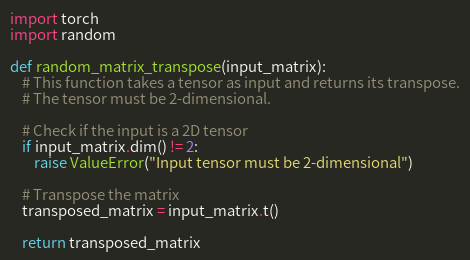 import torch
import random
def random_matrix_transpose(input_matrix):
# This function takes a tensor as input and returns its transpose.
# The tensor must be 2-dimensional.
# Check if the input is a 2D tensor
if input_matrix.dim() != 2:
raise ValueError("Input tensor must be 2-dimensional")
# Transpose the matrix
transposed_matrix = input_matrix.t()
return transposed_matrix